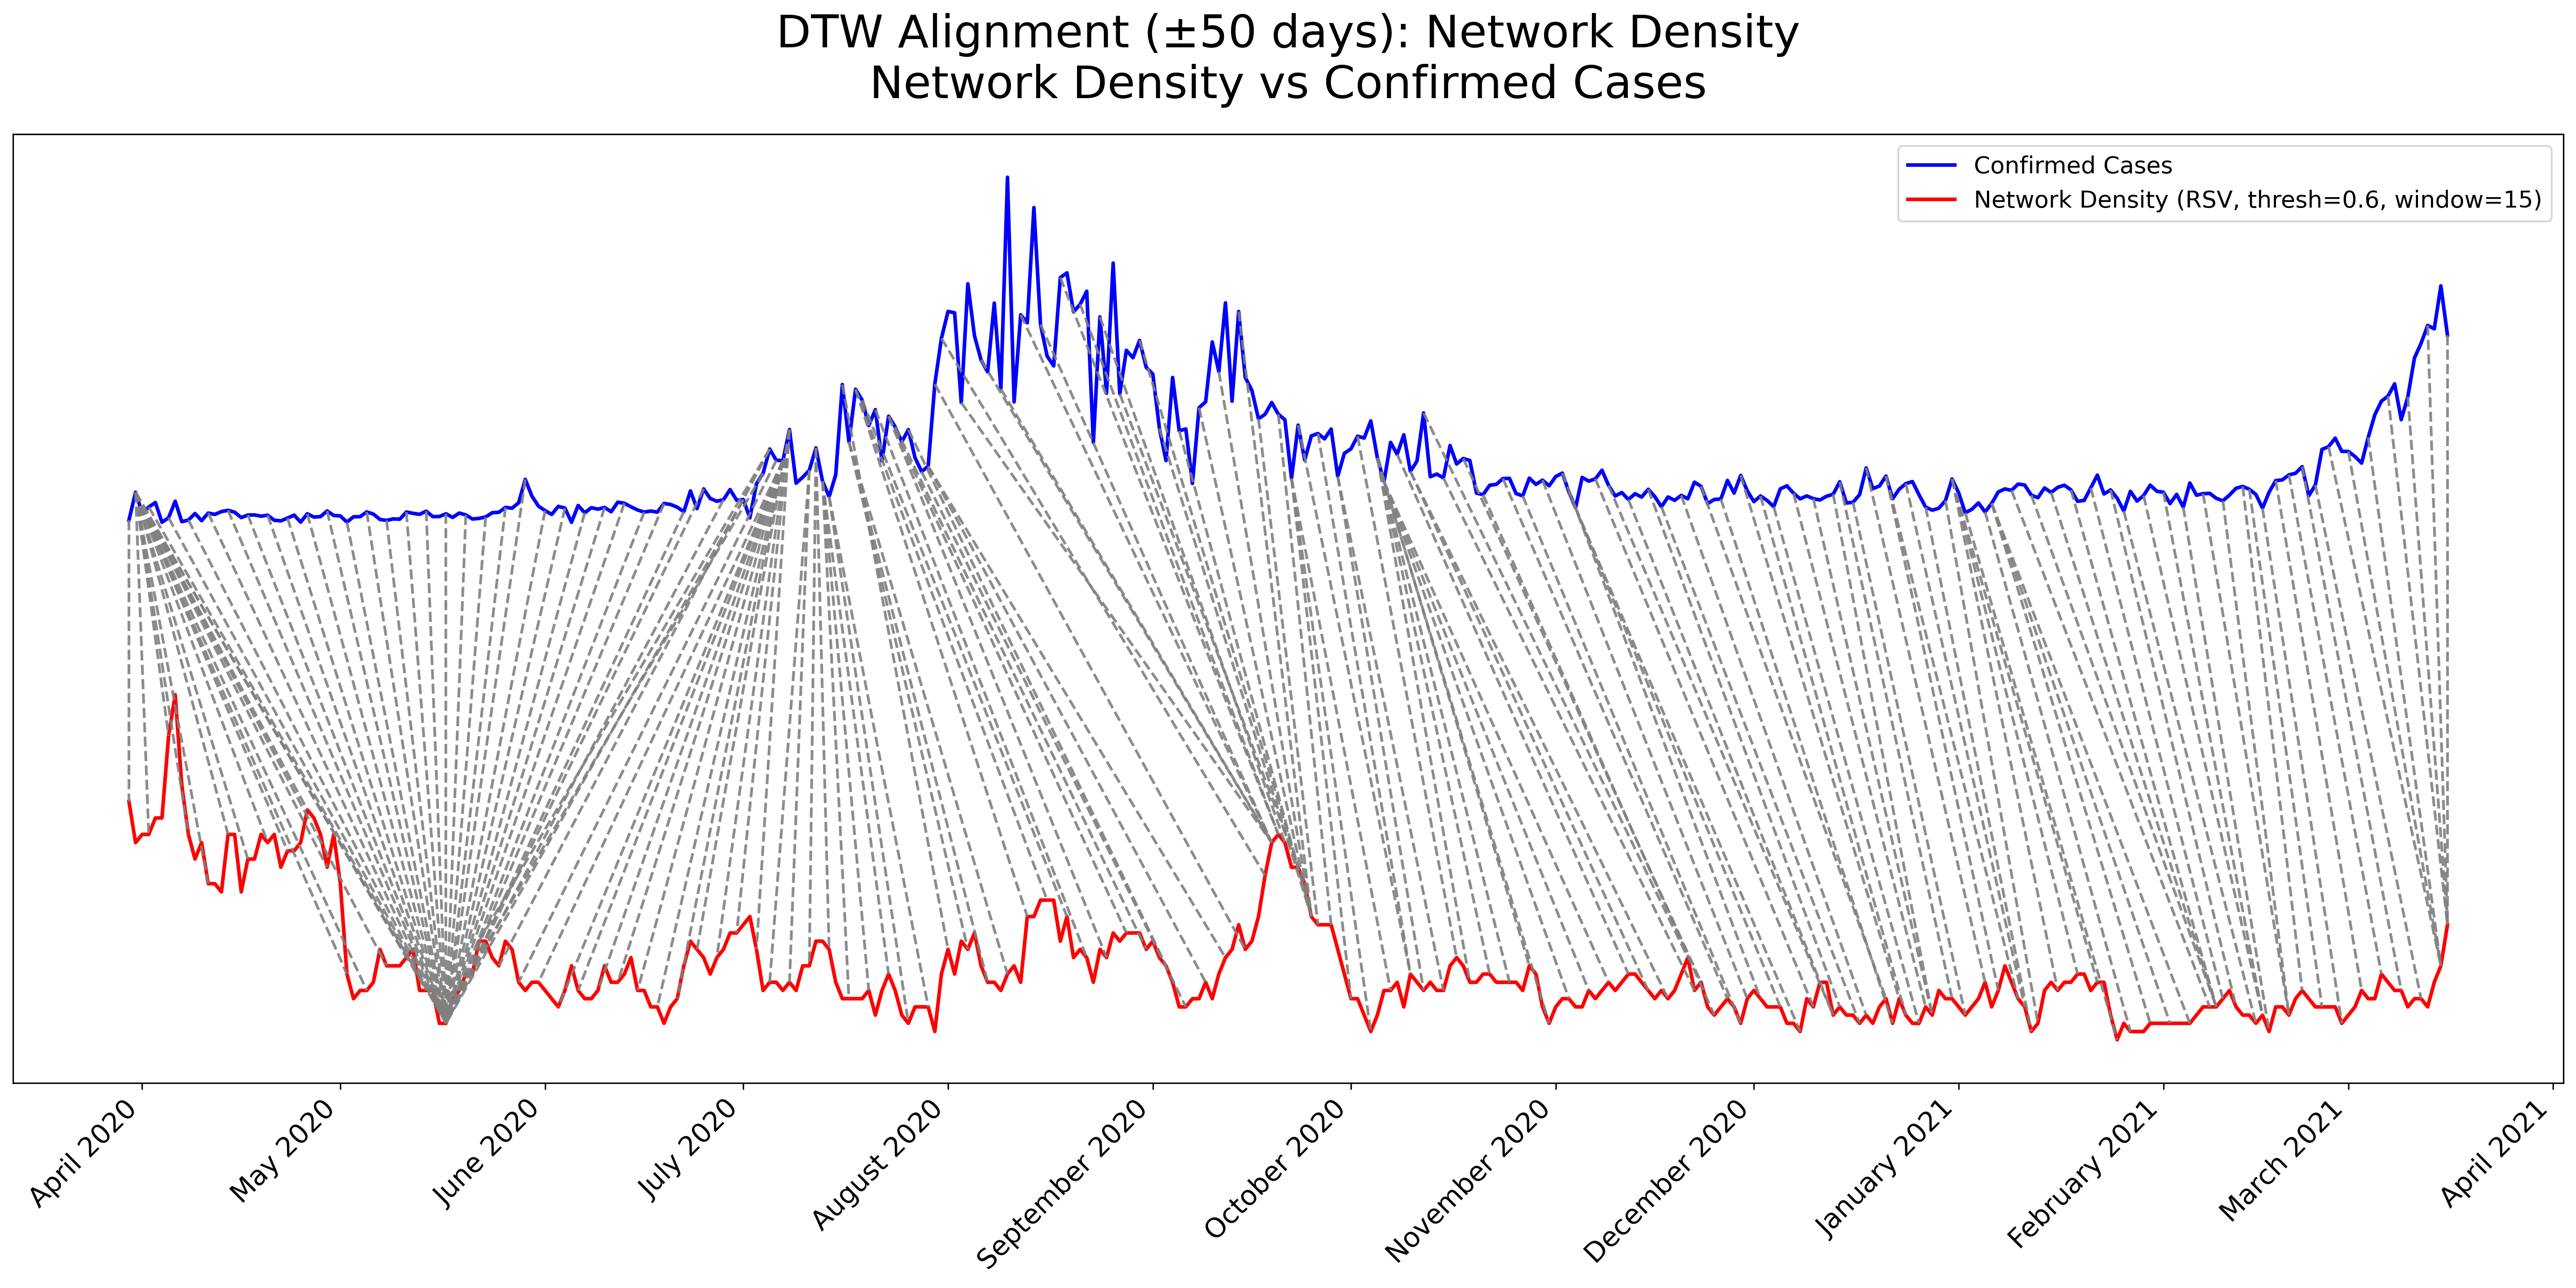 DTW Alignment (±50 days): Network Density
Network Density vs Confirmed Cases
Confirmed Cases
Network Density (RSV, thresh=0.6, window=15)
April 2020
May 2020
June 2020
July 2020
August 2020
September 2020
October 2020
November 2020
December 2020
January 2021
February 2021
March 2021
April 2021